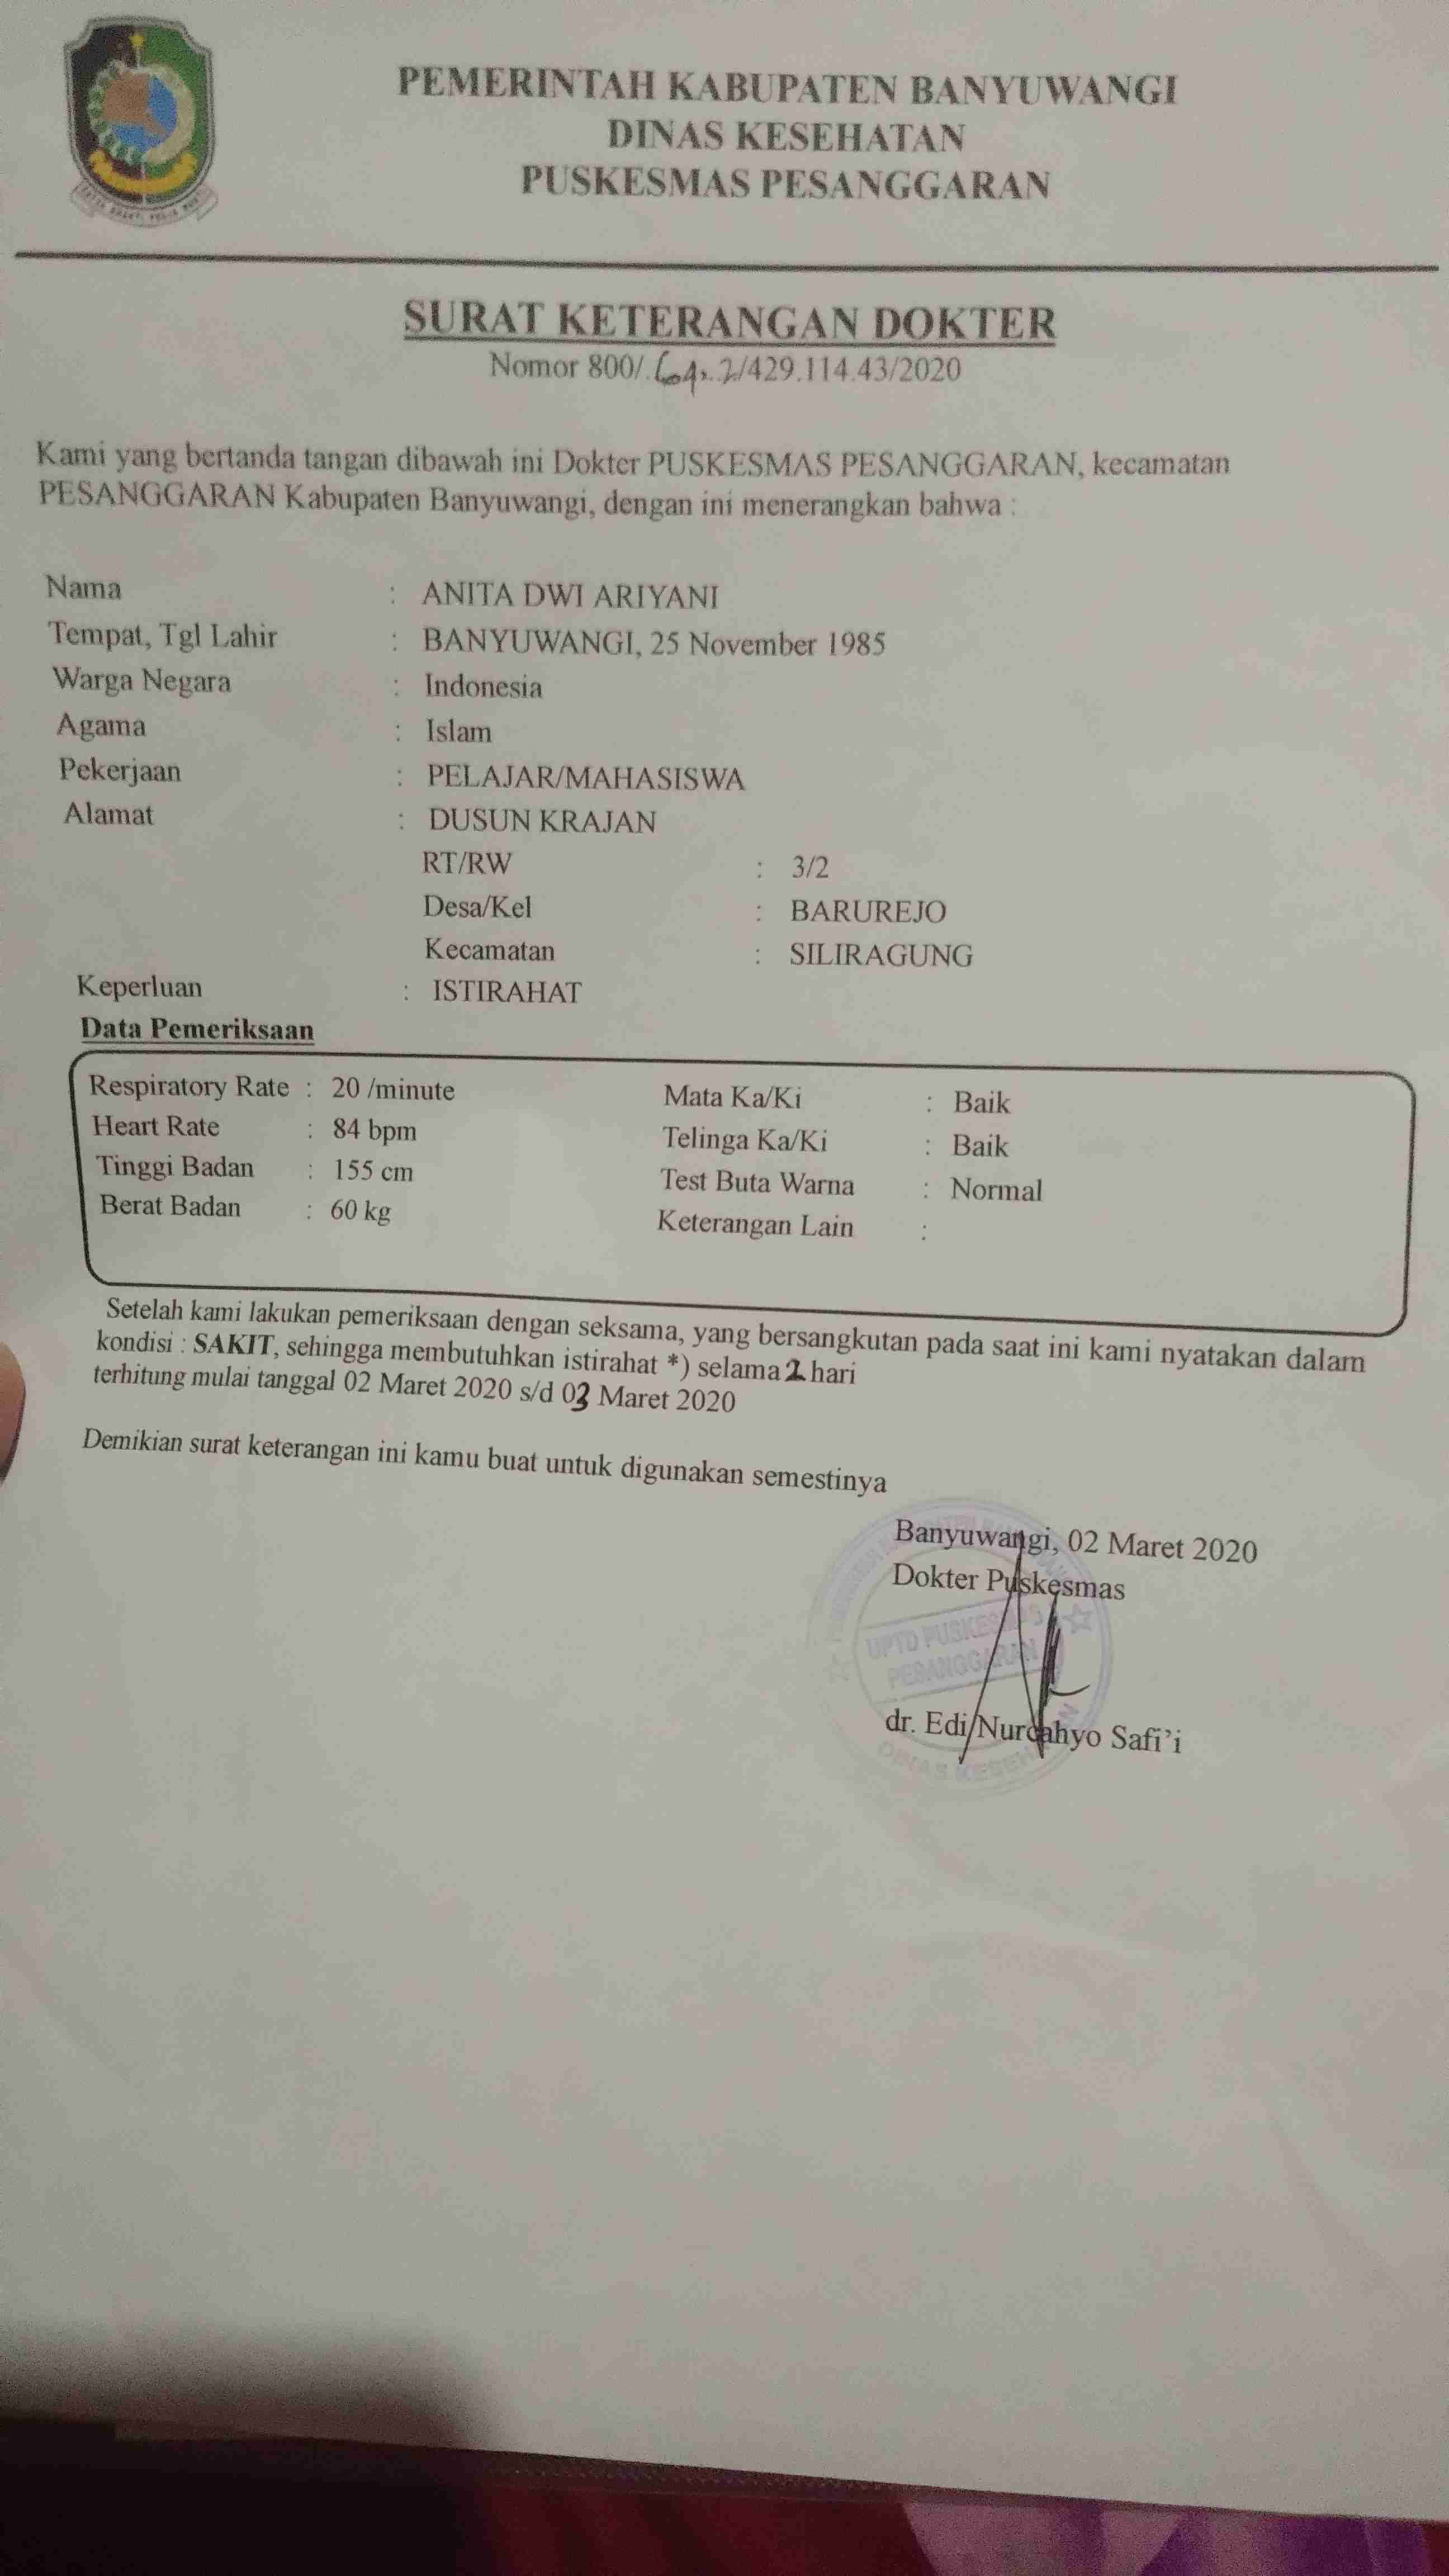 PEMERINTAH KABUPATEN BANYUWANGI
DINAS KESEHATAN
PUSKESMAS PESANGGARAN
SURAT KETERANGAN DOKTER
Nomor 800/ /429.114.43/2020
Kami yang bertanda tangan dibawah ini Dokter PUSKESMAS PESANGGARAN, kecamatan
PESANGGARAN Kabupaten Banyuwangi, dengan ini menerangkan bahwa :
Nama : ANITA DWI ARIYANI
Tempat, Tgl Lahir : BANYUWANGI, 25 November 1985
Warga Negara : Indonesia
Agama : Islam
Pekerjaan : PELAJAR/MAHASISWA
Alamat : DUSUN KRAJAN
RT/RW : 3/2
Desa/Kel : BARUREJO
Kecamatan : SILIRAGUNG
Keperluan : ISTIRAHAT
Data Pemeriksaan
Respiratory Rate : 20 /minute Mata Ka/Ki : Baik
Heart Rate : 84 bpm Telinga Ka/Ki : Baik
Tinggi Badan : 155 cm Test Buta Warna : Normal
Berat Badan : 60 kg Keterangan Lain :
Setelah kami lakukan pemeriksaan dengan seksama, yang bersangkutan pada saat ini kami nyatakan dalam
kondisi : SAKIT, sehingga membutuhkan istirahat *) selama 2 hari
terhitung mulai tanggal 02 Maret 2020 s/d 03 Maret 2020
Demikian surat keterangan ini kamu buat untuk digunakan semestinya
Banyuwangi, 02 Maret 2020
Dokter Puskesmas
UPTD PUSKESMAS
PESANGGARAN
DINAS KESEHATAN
dr. Edi Nurcahyo Safi'i